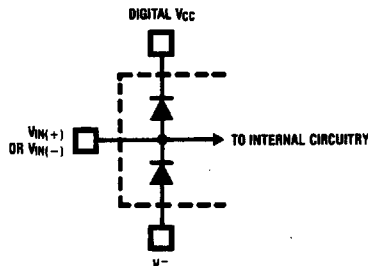 DIGITAL VCC
VIN(+)
OR VIN(−)
TO INTERNAL CIRCUITRY
V−